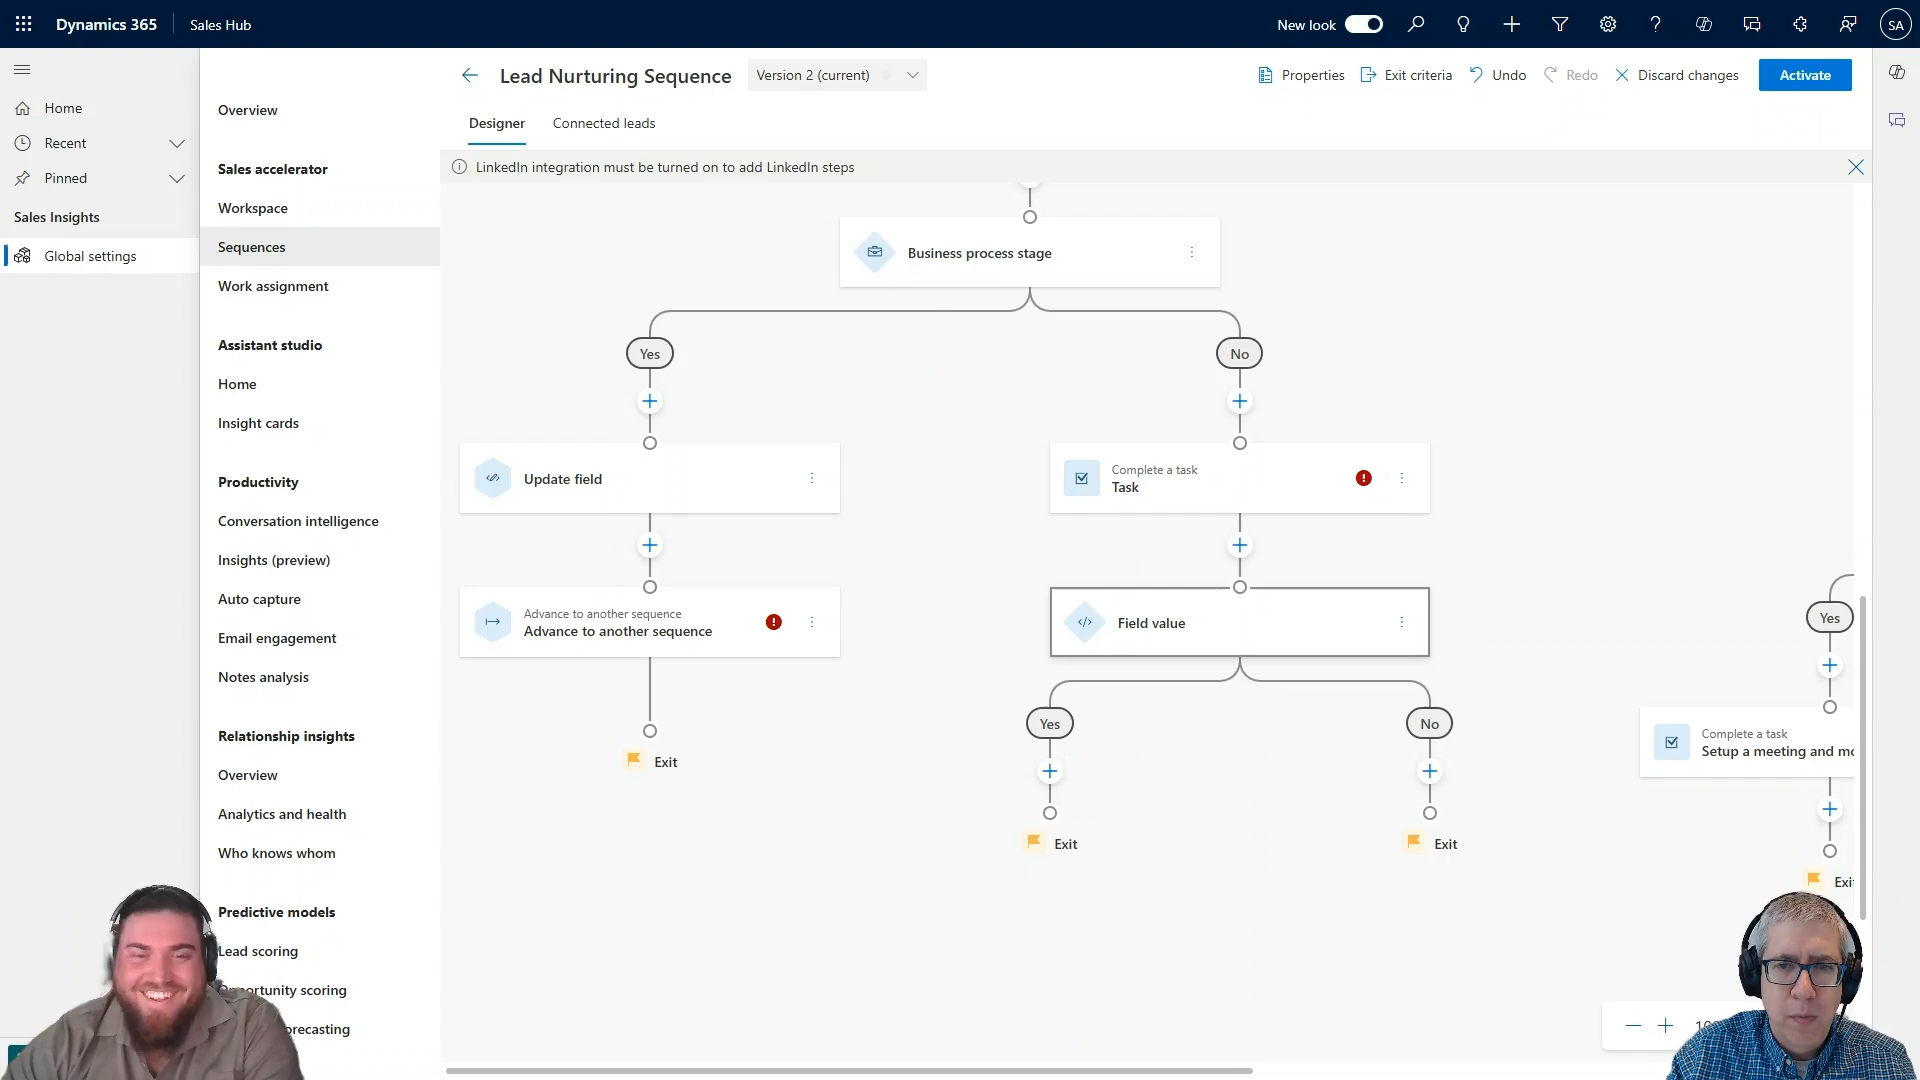 Dynamics 365
Sales Hub
New look
SA
Home
Recent
Pinned
Sales Insights
Global settings
Overview
Sales accelerator
Workspace
Sequences
Work assignment
Assistant studio
Home
Insight cards
Productivity
Conversation intelligence
Insights (preview)
Auto capture
Email engagement
Notes analysis
Relationship insights
Overview
Analytics and health
Who knows whom
Predictive models
Lead scoring
scoring
Lead Nurturing Sequence
Version 2 (current)
Properties
Exit criteria
Undo
Redo
Discard changes
Activate
Designer
Connected leads
LinkedIn integration must be turned on to add LinkedIn steps
Business process stage
Yes
No
Update field
Complete a task
Task
Advance to another sequence
Advance to another sequence
Field value
Yes
Yes
No
Complete a task
Setup a meeting and
Exit
Exit
Exit